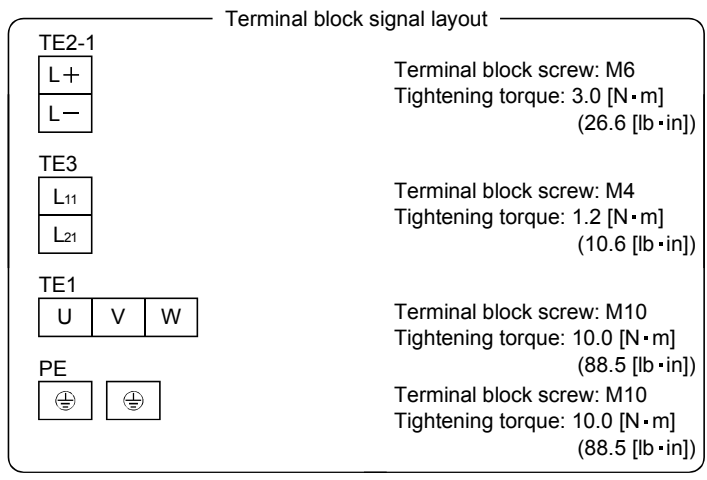 Terminal block signal layout
TE2-1
L+
L−
Terminal block screw: M6
Tightening torque: 3.0 [N・m]
(26.6 [lb・in])
TE3
L11
L21
Terminal block screw: M4
Tightening torque: 1.2 [N・m]
(10.6 [lb・in])
TE1
U V W
Terminal block screw: M10
Tightening torque: 10.0 [N・m]
(88.5 [lb・in])
PE
Terminal block screw: M10
Tightening torque: 10.0 [N・m]
(88.5 [lb・in])